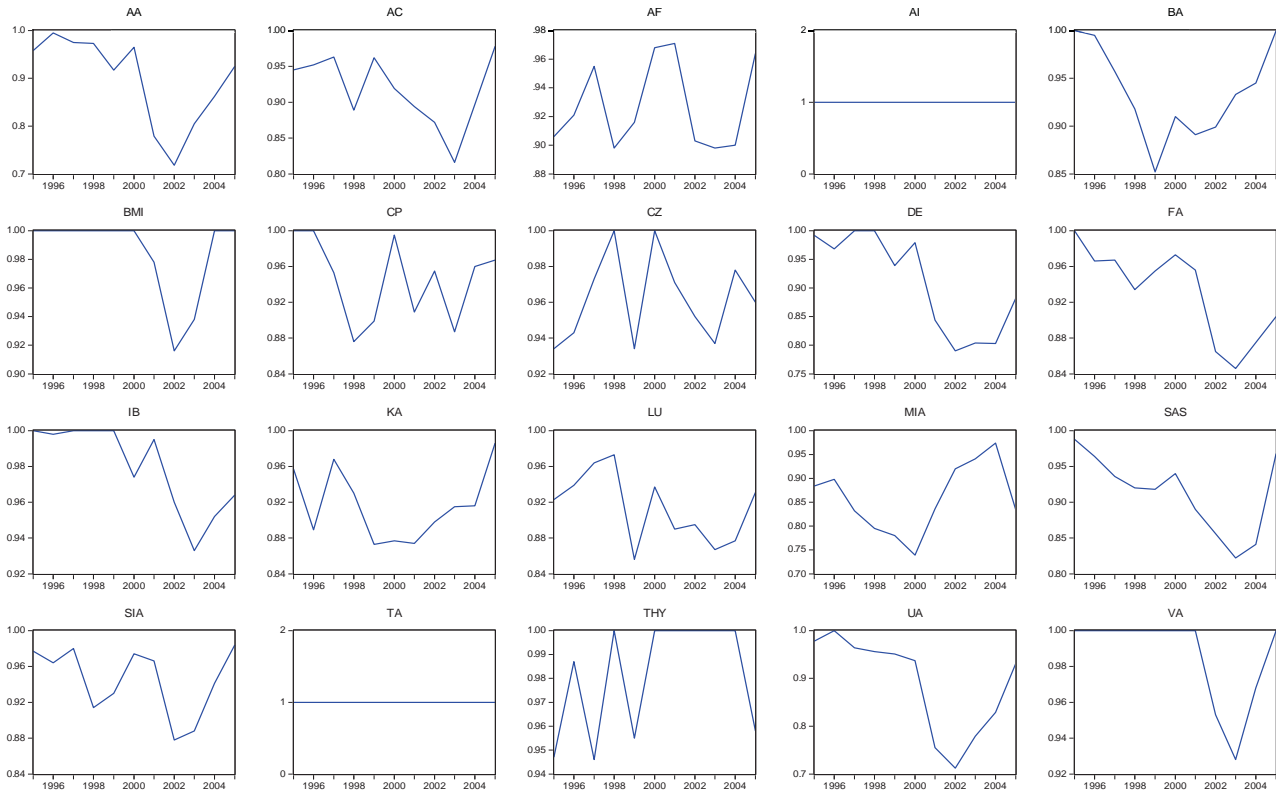 AA AC AF AI BA
1.0 1.00 .98 2 1.00
0.9 0.95 .96 0.95
0.90 .94 1
0.8 .92 0.90
0.85 .90
0.7 0.80 .88 0 0.85
1996 1998 2000 2002 2004 1996 1998 2000 2002 2004 1996 1998 2000 2002 2004 1996 1998 2000 2002 2004 1996 1998 2000 2002 2004
BMI CP CZ DE FA
1.00 1.00 1.00 1.00 1.00
0.98 0.96 0.98 0.95 0.96
0.96 0.96 0.90
0.94 0.92 0.85 0.92
0.92 0.88 0.94 0.80 0.88
0.90 0.84 0.92 0.75 0.84
1996 1998 2000 2002 2004 1996 1998 2000 2002 2004 1996 1998 2000 2002 2004 1996 1998 2000 2002 2004 1996 1998 2000 2002 2004
IB KA LU MIA SAS
1.00 1.00 1.00 1.00 1.00
0.98 0.96 0.96 0.95 0.95
0.96 0.92 0.92 0.90 0.90
0.85
0.94 0.88 0.88 0.80 0.85
0.75
0.92 0.84 0.84 0.70 0.80
1996 1998 2000 2002 2004 1996 1998 2000 2002 2004 1996 1998 2000 2002 2004 1996 1998 2000 2002 2004 1996 1998 2000 2002 2004
SIA TA THY UA VA
1.00 2 1.00 1.0 1.00
0.96 0.99 0.98
0.98 0.9
0.92 1 0.97 0.96
0.96 0.8
0.88 0.95 0.94
0.84 0 0.94 0.7 0.92
1996 1998 2000 2002 2004 1996 1998 2000 2002 2004 1996 1998 2000 2002 2004 1996 1998 2000 2002 2004 1996 1998 2000 2002 2004